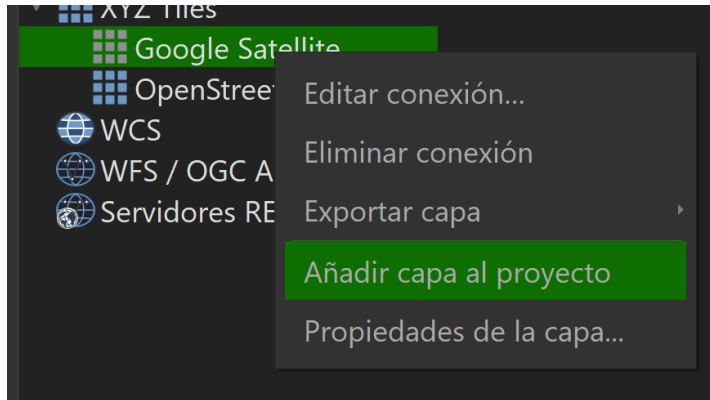 XYZ Tiles
Google Satellite
OpenStreet
Editar conexión...
WCS
Eliminar conexión
WFS / OGC A
Servidores RE
Exportar capa
Añadir capa al proyecto
Propiedades de la capa...